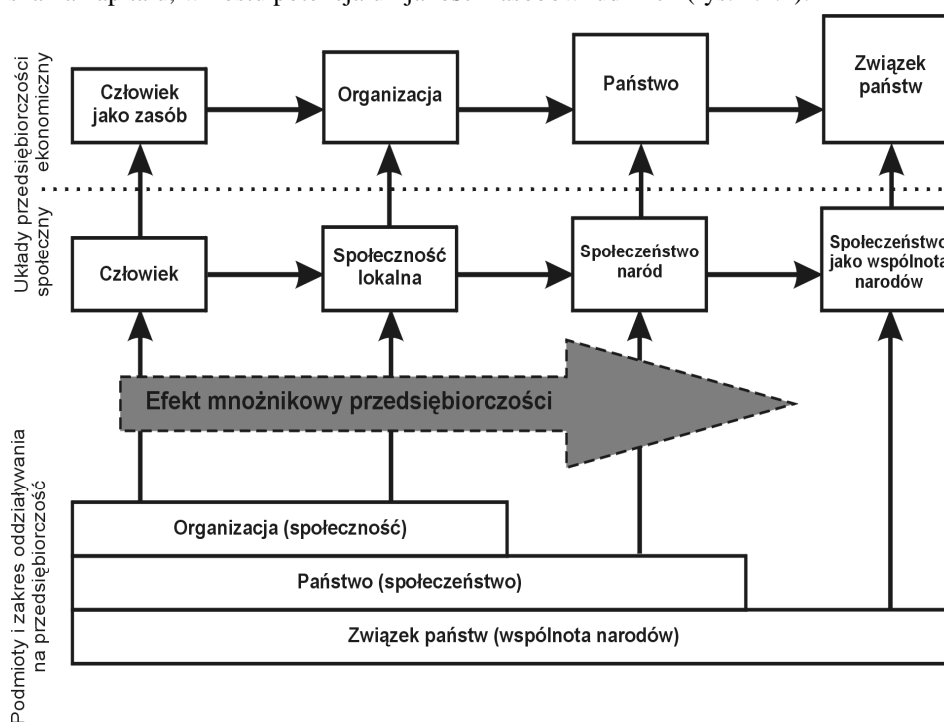 Układy przedsiębiorczości
ekonomiczny
społeczny
Człowiek
jako zasób
Organizacja
Państwo
Związek
państw
Człowiek
Społeczność
lokalna
Społeczeństwo
naród
Społeczeństwo
jako wspólnota
narodów
Efekt mnożnikowy przedsiębiorczości
Podmioty i zakres oddziaływania
na przedsiębiorczość
Organizacja (społeczność)
Państwo (społeczeństwo)
Związek państw (wspólnota narodów)